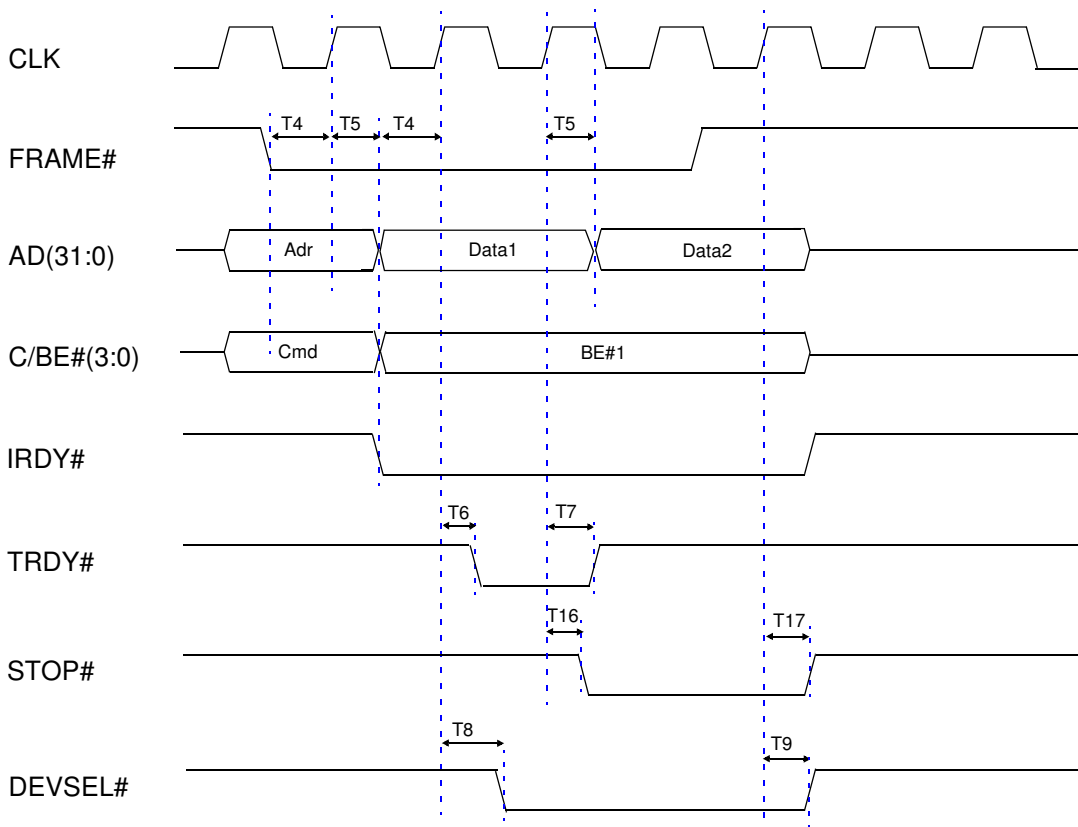 CLK
T4 T5 T4 T5
FRAME#
AD(31:0) Adr Data1 Data2
C/BE#(3:0) Cmd BE#1
IRDY#
T6 T7
TRDY#
T16 T17
STOP#
T8 T9
DEVSEL#